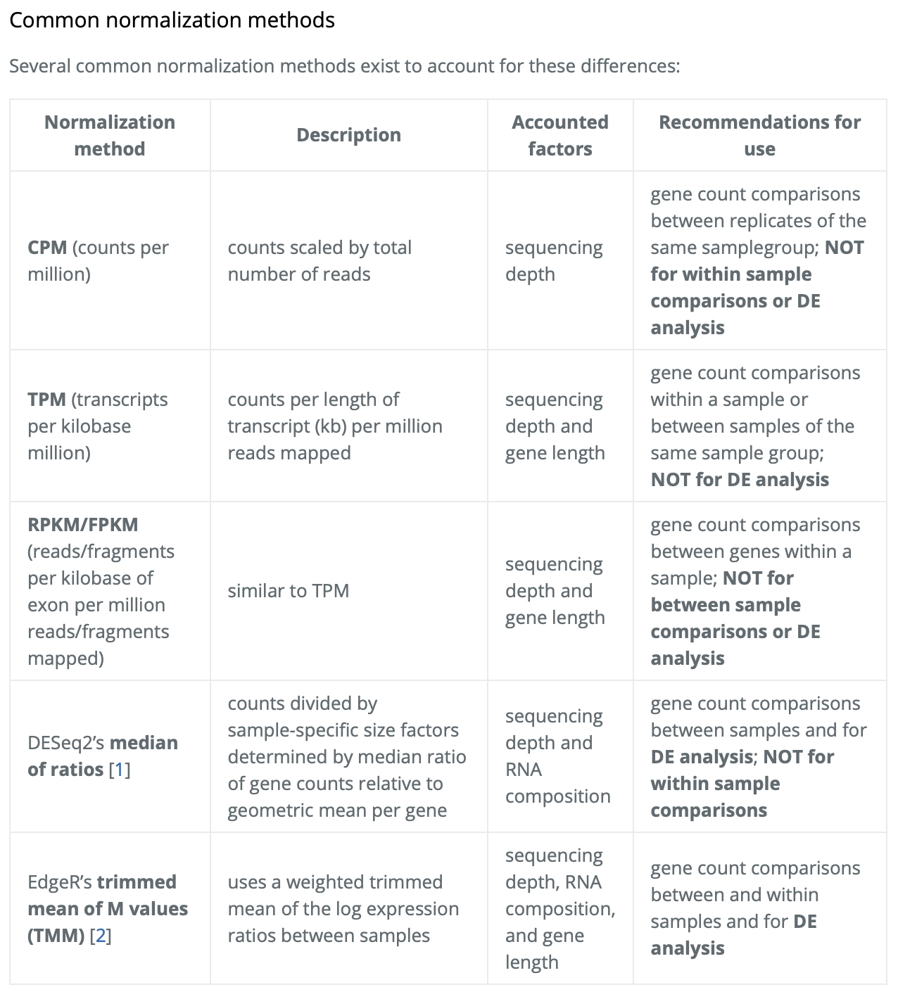 Common normalization methods
Several common normalization methods exist to account for these differences:
Normalization
method
Description
Accounted
factors
Recommendations for
use
CPM (counts per
million)
counts scaled by total
number of reads
sequencing
depth
gene count comparisons
between replicates of the
same samplegroup; NOT
for within sample
comparisons or DE
analysis
TPM (transcripts
per kilobase
million)
counts per length of
transcript (kb) per million
reads mapped
sequencing
depth and
gene length
gene count comparisons
within a sample or
between samples of the
same sample group;
NOT for DE analysis
RPKM/FPKM
(reads/fragments
per kilobase of
exon per million
reads/fragments
mapped)
similar to TPM
sequencing
depth and
gene length
gene count comparisons
between genes within a
sample; NOT for
between sample
comparisons or DE
analysis
DESeq2’s median
of ratios [1]
counts divided by
sample-specific size factors
determined by median ratio
of gene counts relative to
geometric mean per gene
sequencing
depth and
RNA
composition
gene count comparisons
between samples and for
DE analysis; NOT for
within sample
comparisons
EdgeR’s trimmed
mean of M values
(TMM) [2]
uses a weighted trimmed
mean of the log expression
ratios between samples
sequencing
depth, RNA
composition,
and gene
length
gene count comparisons
between and within
samples and for DE
analysis